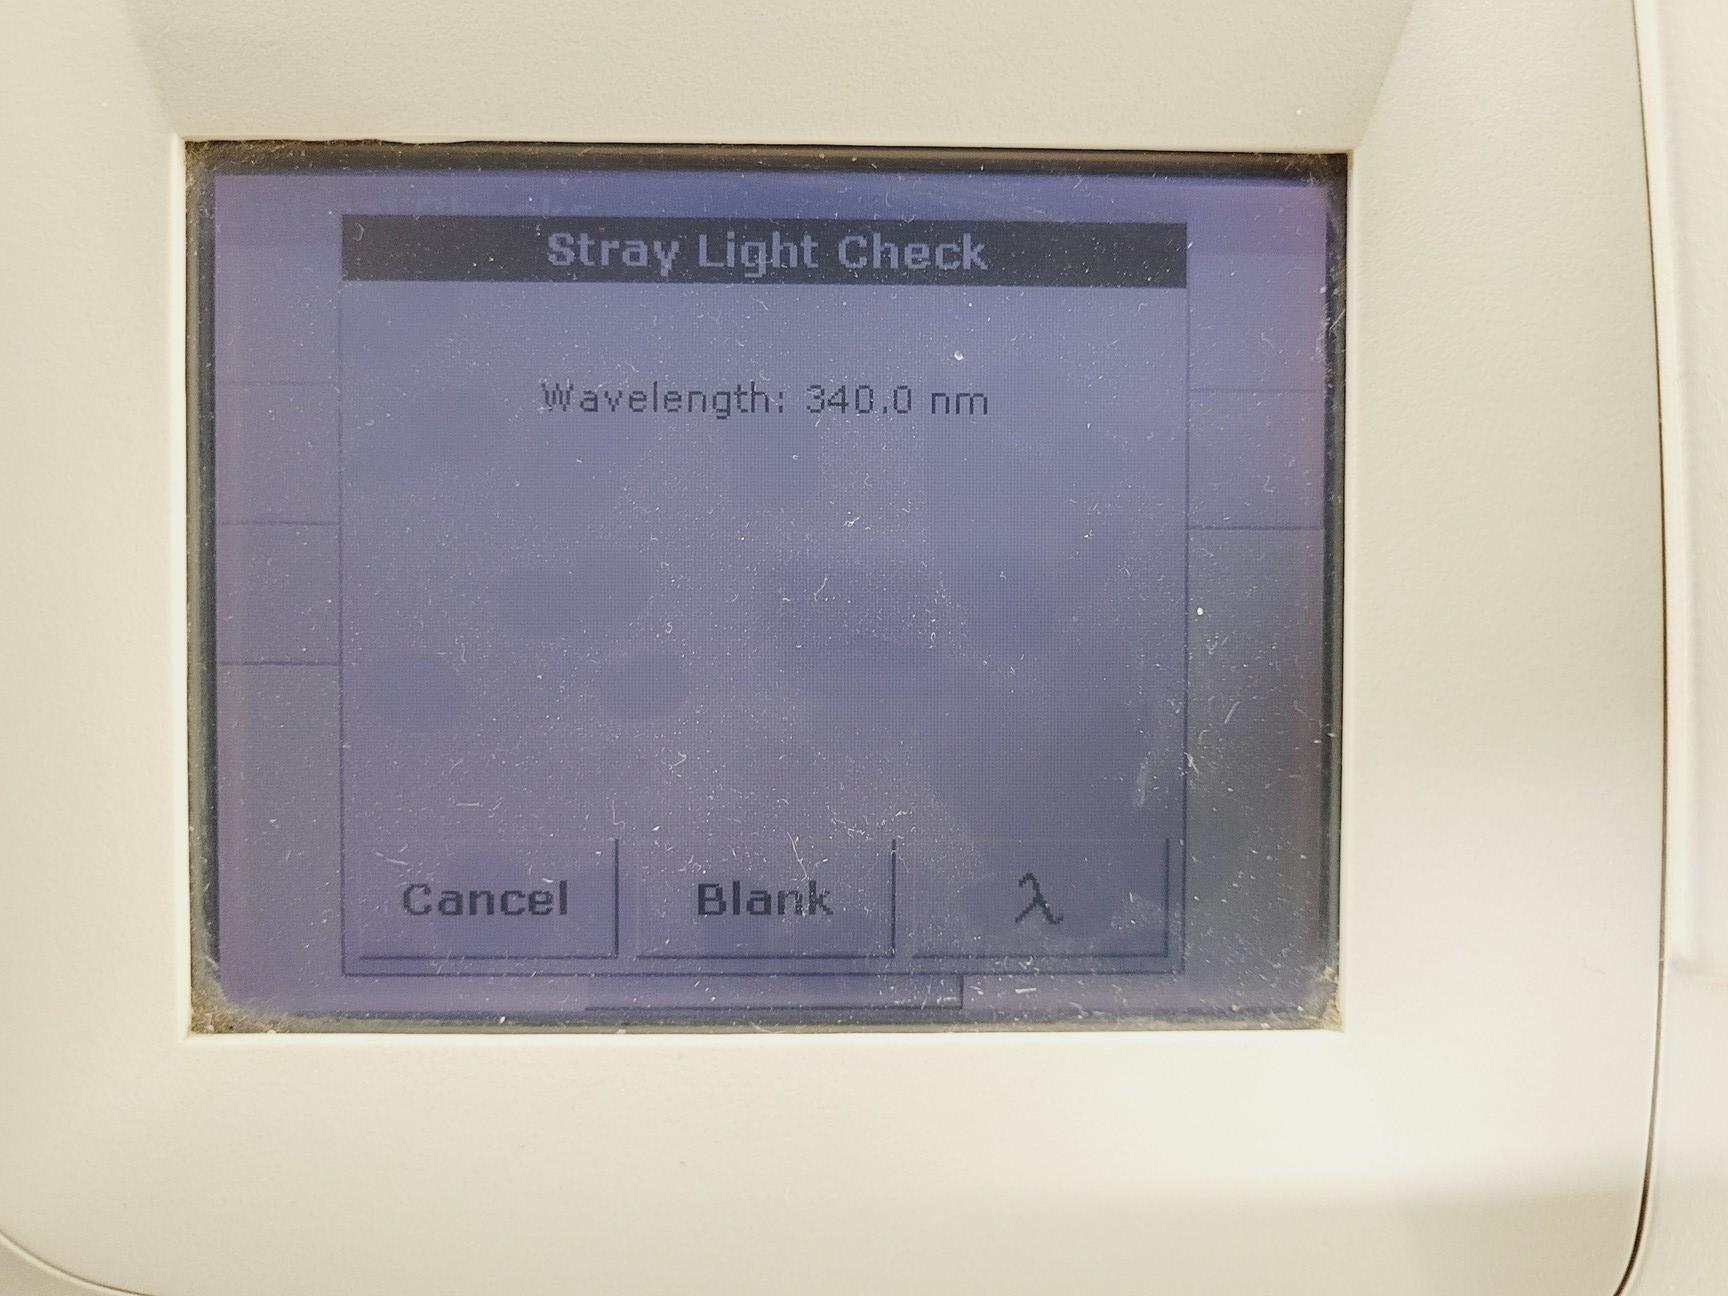 Stray Light Check
Wavelength: 340.0 nm
Cancel
Blank
λ